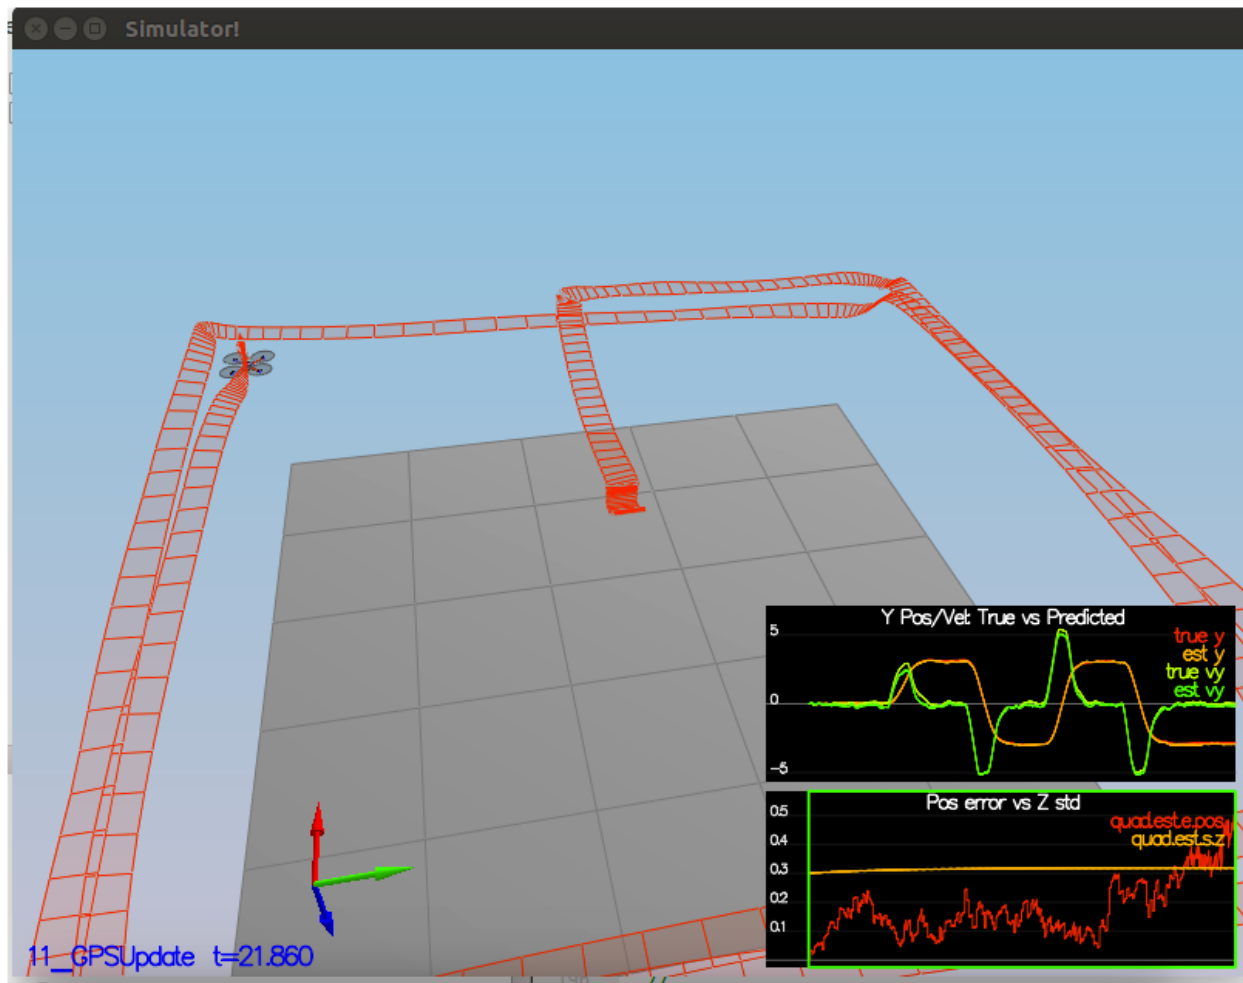 Simulator!
Y Pos/Vel: True vs Predicted
5
true y
est y
true vy
est vy
0
-5
Pos error vs Z std
0.5
quad.est.e.pos
0.4
quad.est.s.z
0.3
0.2
0.1
11_GPSUpdate t=21.860